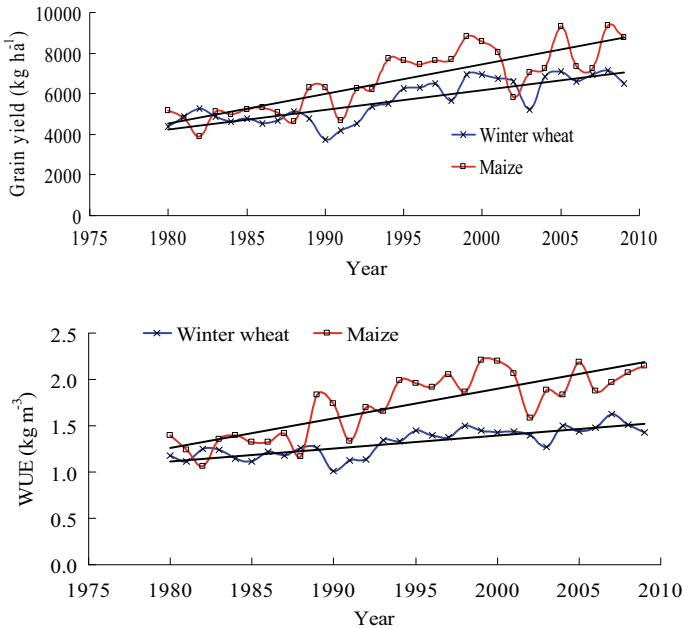 10000
8000
6000
4000
2000
0
Grain yield (kg ha¹)
Winter wheat
Maize
1975 1980 1985 1990 1995 2000 2005 2010
Year
Winter wheat Maize
2.5
2.0
1.5
1.0
0.5
0.0
WUE (kg m⁻³)
1975 1980 1985 1990 1995 2000 2005 2010
Year